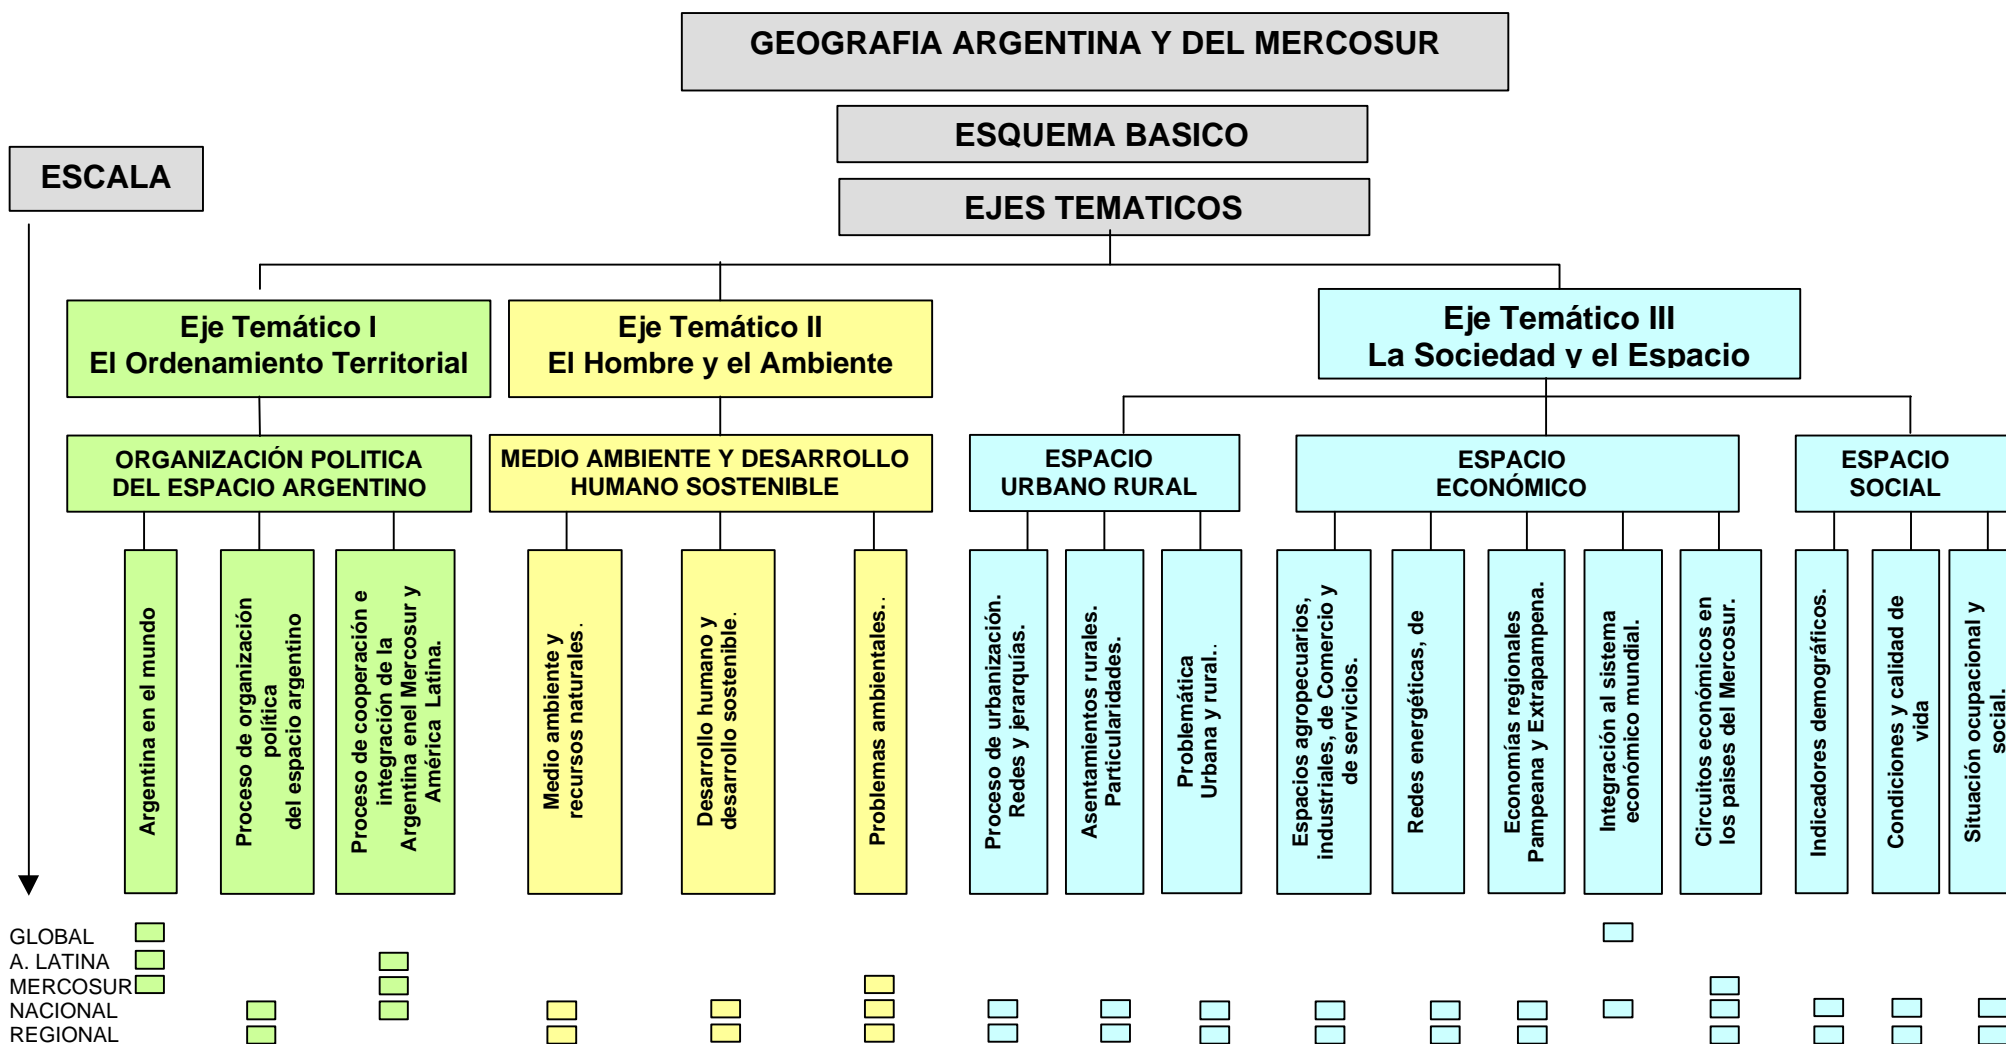 GEOGRAFIA ARGENTINA Y DEL MERCOSUR
ESQUEMA BASICO
ESCALA
EJES TEMATICOS
Eje Temático I
El Ordenamiento Territorial
Eje Temático II
El Hombre y el Ambiente
Eje Temático III
La Sociedad y el Espacio
ORGANIZACIÓN POLITICA
DEL ESPACIO ARGENTINO
MEDIO AMBIENTE Y DESARROLLO
HUMANO SOSTENIBLE
ESPACIO
URBANO RURAL
ESPACIO
ECONÓMICO
ESPACIO
SOCIAL
Argentina en el mundo
Proceso de organización
política
del espacio argentino
Proceso de cooperación e
integración de la
Argentina enel Mercosur y
América Latina.
Medio ambiente y
recursos naturales.
Desarrollo humano y
desarrollo sostenible.
Problemas ambientales..
Proceso de urbanización.
Redes y jerarquías.
Asentamientos rurales.
Particularidades.
Problemática
Urbana y rural..
Espacios agropecuarios,
industriales, de Comercio y
de servicios.
Redes energéticas, de
Economías regionales
Pampeana y Extrapampena.
Integración al sistema
económico mundial.
Circuitos económicos en
los paises del Mercosur.
Indicadores demográficos.
Condiciones y calidad de
vida
Situación ocupacional y
social.
GLOBAL
A. LATINA
MERCOSUR
NACIONAL
REGIONAL